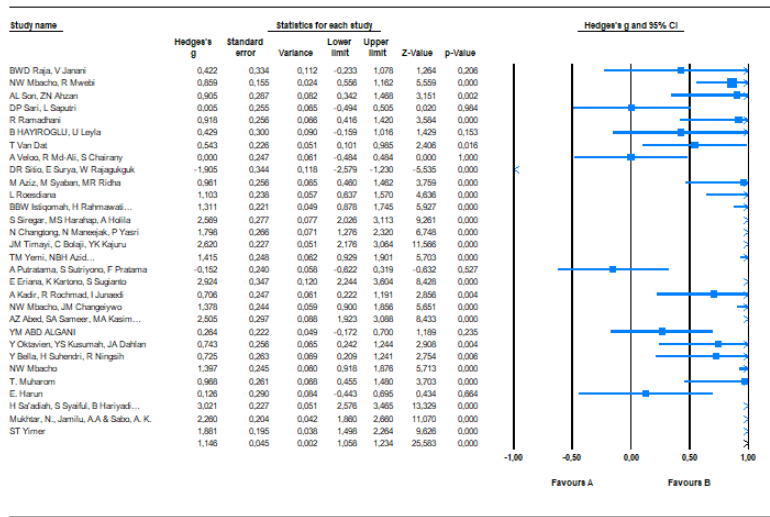 Study name Statistics for each study Hedges's g and 95% CI
Hedges's g Standard error Variance Lower limit Upper limit Z-Value p-Value
BWD Raja, V Janani 0,422 0,334 0,112 -0,233 1,078 1,264 0,206
NW Mbacho, R Mwebi 0,859 0,155 0,024 0,556 1,162 5,559 0,000
AL Son, ZN Ahzan 0,905 0,287 0,082 0,342 1,468 3,151 0,002
DP Sari, L Saputri 0,005 0,255 0,065 -0,494 0,505 0,020 0,984
R Ramadhani 0,918 0,256 0,066 0,416 1,420 3,584 0,000
B HAYIROGLU, U Leyla 0,429 0,300 0,090 -0,159 1,016 1,429 0,153
T Van Dat 0,543 0,226 0,051 0,101 0,985 2,406 0,016
A Veloo, R Md-Ali, S Chairany 0,000 0,247 0,061 -0,484 0,484 0,000 1,000
DR Sitio, E Surya, W Rajagukguk -1,905 0,344 0,118 -2,579 -1,230 -5,535 0,000
M Aziz, M Syaban, MR Ridha 0,961 0,256 0,065 0,460 1,462 3,759 0,000
L Roesdiana 1,103 0,238 0,057 0,637 1,570 4,636 0,000
BBW Istiqomah, H Rahmawati... 1,311 0,221 0,049 0,878 1,745 5,927 0,000
S Siregar, MS Harahap, A Holila 2,569 0,277 0,077 2,026 3,113 9,261 0,000
N Changtong, N Maneejak, P Yasri 1,798 0,266 0,071 1,276 2,320 6,748 0,000
JM Timayi, C Bolaji, YK Kajuru 2,620 0,227 0,051 2,176 3,064 11,566 0,000
TM Yemi, NBH Azid... 1,415 0,248 0,062 0,929 1,901 5,703 0,000
A Putratama, S Sutriyono, F Pratama -0,152 0,240 0,058 -0,622 0,319 -0,632 0,527
E Eriana, K Kartono, S Sugianto 2,924 0,347 0,120 2,244 3,604 8,428 0,000
A Kadir, R Rochmad, I Junaedi 0,706 0,247 0,061 0,222 1,191 2,856 0,004
NW Mbacho, JM Changeiywo 1,378 0,244 0,059 0,900 1,856 5,651 0,000
AZ Abed, SA Sameer, MA Kasim... 2,505 0,297 0,088 1,923 3,088 8,433 0,000
YM ABD ALGANI 0,264 0,222 0,049 -0,172 0,700 1,189 0,235
Y Oktavien, YS Kusumah, JA Dahlan 0,743 0,256 0,065 0,242 1,244 2,908 0,004
Y Bella, H Suhendri, R Ningsih 0,725 0,263 0,069 0,209 1,241 2,754 0,006
NW Mbacho 1,397 0,245 0,060 0,918 1,876 5,713 0,000
T. Muharom 0,968 0,261 0,068 0,455 1,480 3,703 0,000
E. Harun 0,126 0,290 0,084 -0,443 0,695 0,434 0,664
H Sa'adiah, S Syaiful, B Hariyadi... 3,021 0,227 0,051 2,576 3,465 13,329 0,000
Mukhtar, N., Jamilu, A.A & Sabo, A. K. 2,260 0,204 0,042 1,860 2,660 11,070 0,000
ST Yimer 1,881 0,195 0,038 1,498 2,264 9,626 0,000
1,146 0,045 0,002 1,058 1,234 25,583 0,000
-1,00 -0,50 0,00 0,50 1,00
Favours A Favours B